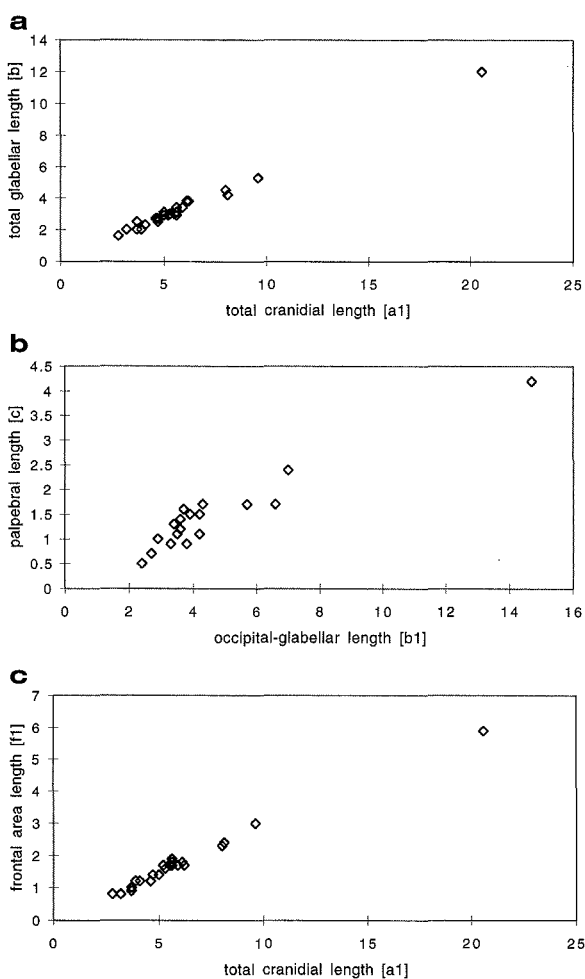 a
14
12
10
8
6
4
2
0
total glabellar length [b]
0 5 10 15 20 25
total cranidial length [a1]
b
4.5
4
3.5
3
2.5
2
1.5
1
0.5
0
palpebral length [c]
0 2 4 6 8 10 12 14 16
occipital-glabellar length [b1]
c
7
6
5
4
3
2
1
0
frontal area length [f1]
0 5 10 15 20 25
total cranidial length [a1]